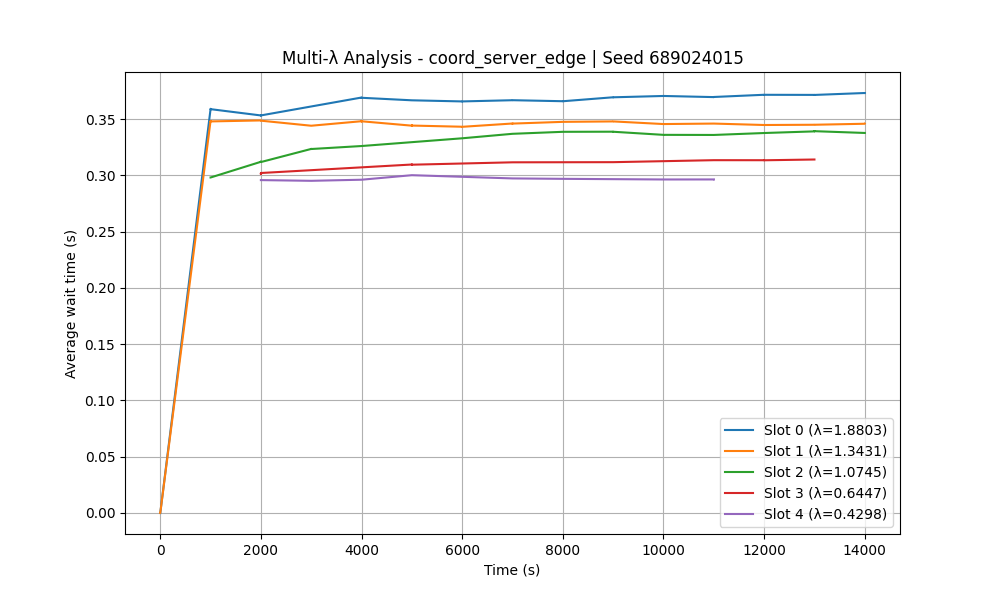 Multi-λ Analysis - coord_server_edge | Seed 689024015
Average wait time (s)
0.35
0.30
0.25
0.20
0.15
0.10
0.05
0.00
Slot 0 (λ=1.8803)
Slot 1 (λ=1.3431)
Slot 2 (λ=1.0745)
Slot 3 (λ=0.6447)
Slot 4 (λ=0.4298)
0 2000 4000 6000 8000 10000 12000 14000
Time (s)